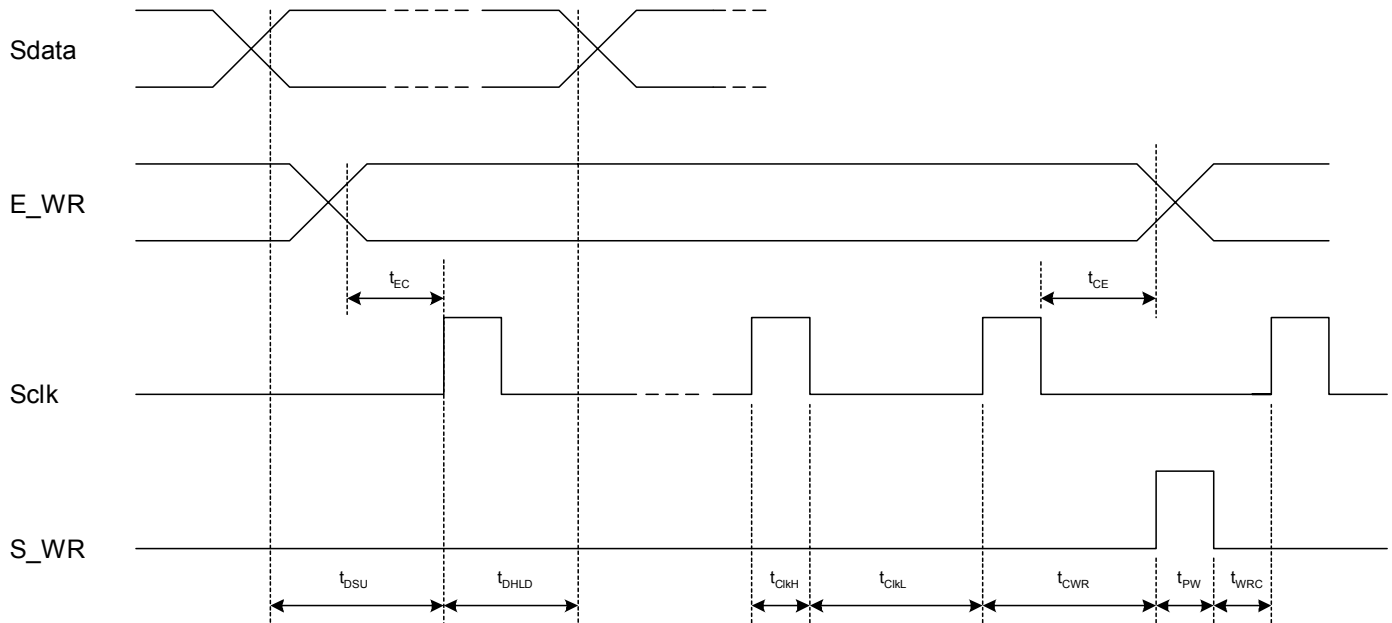 Sdata
E_WR
tEC
tCE
Sclk
S_WR
tDSU
tDHLD
tClkH
tClkL
tCWR
tPW
tWRC